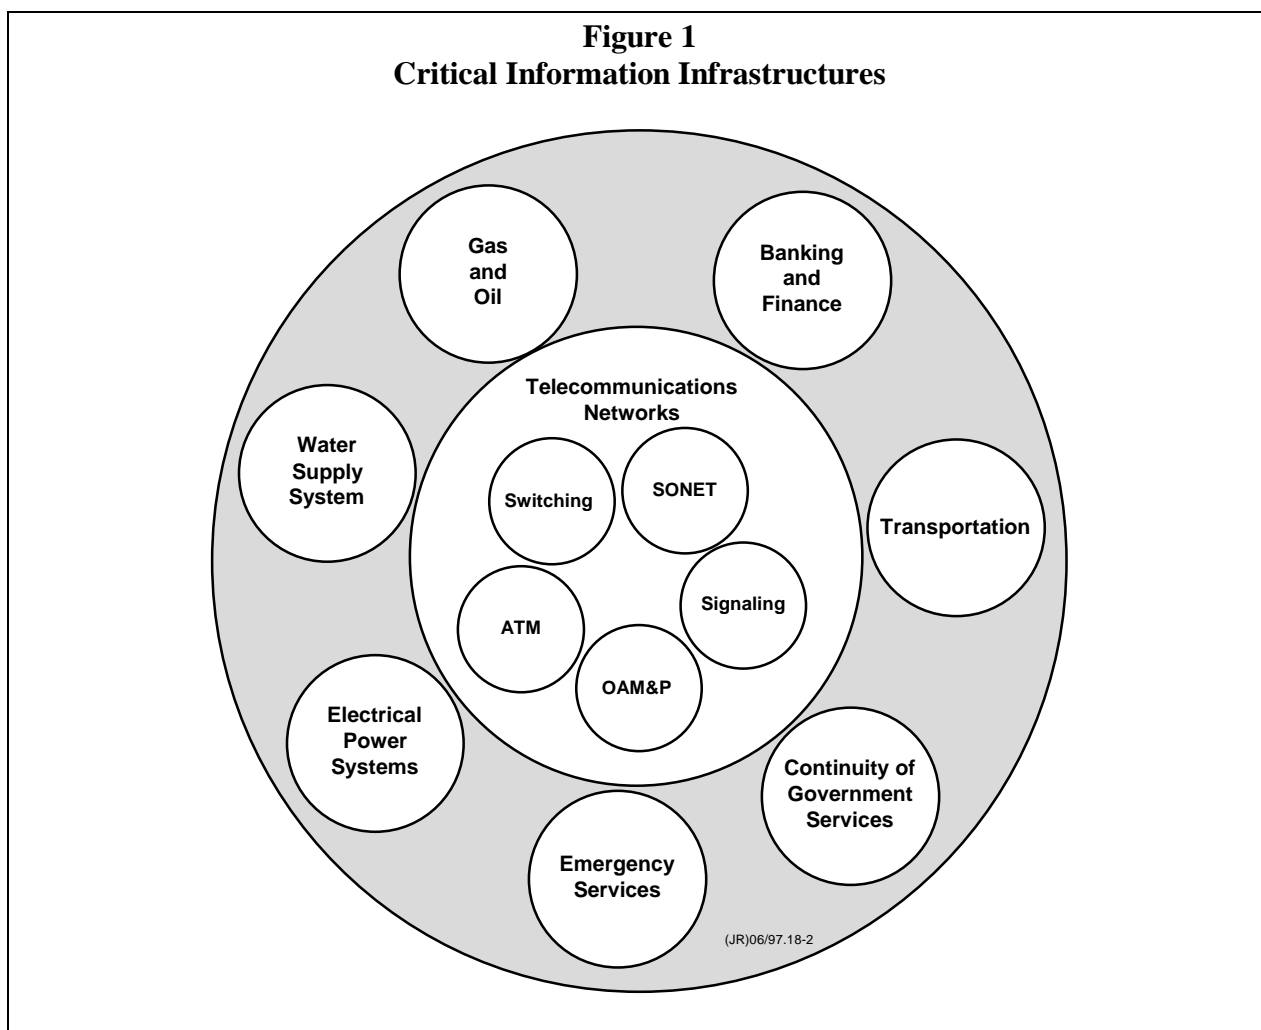 Figure 1
Critical Information Infrastructures
Gas
and
Oil
Banking
and
Finance
Telecommunications
Networks
Water
Supply
System
Switching
SONET
Transportation
Signaling
ATM
OAM&P
Electrical
Power
Systems
Continuity of
Government
Services
Emergency
Services
(JR)06/97.18-2